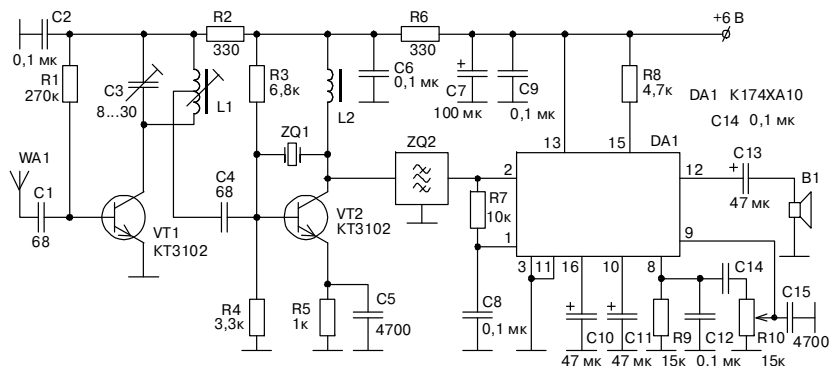 C2
0,1 мк
R1
270к
C3
8...30
L1
R2
330
R3
6,8к
ZQ1
L2
C6
0,1 мк
R6
330
C7
100 мк
C9
0,1 мк
+6 В
R8
4,7к
DA1 К174ХА10
C14 0,1 мк
WA1
C1
68
VT1
КТ3102
C4
68
VT2
КТ3102
ZQ2
R7
10к
DA1
13
15
2
1
3
11
16
10
8
12
9
C13
47 мк
B1
R4
3,3к
R5
1к
C5
4700
C8
0,1 мк
C10
47 мк
C11
47 мк
R9
15к
C12
0,1 мк
C14
R10
15к
C15
4700